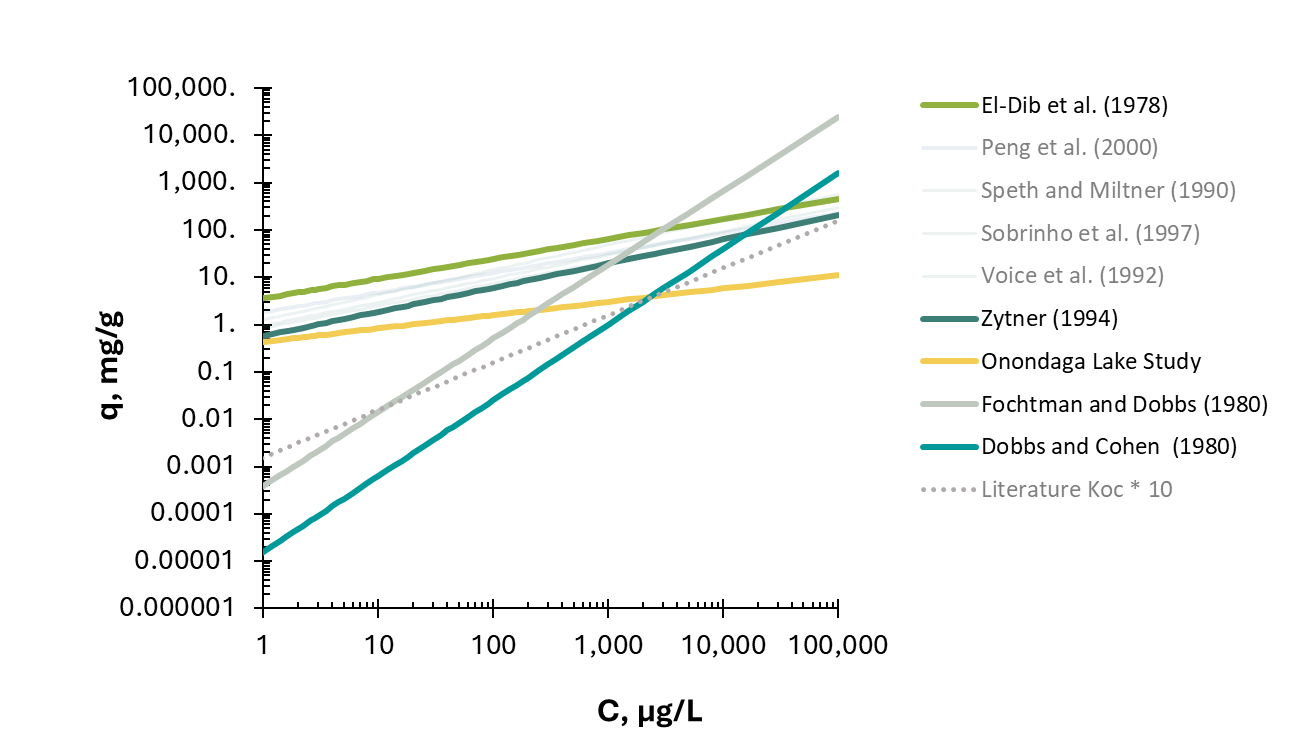 100,000.
10,000.
1,000.
100.
10.
1.
0.1
0.01
0.001
0.0001
0.00001
0.000001
q, mg/g
1 10 100 1,000 10,000 100,000
C, µg/L
El-Dib et al. (1978)
Peng et al. (2000)
Speth and Miltner (1990)
Sobrinho et al. (1997)
Voice et al. (1992)
Zytner (1994)
Onondaga Lake Study
Fochtman and Dobbs (1980)
Dobbs and Cohen  (1980)
Literature Koc * 10